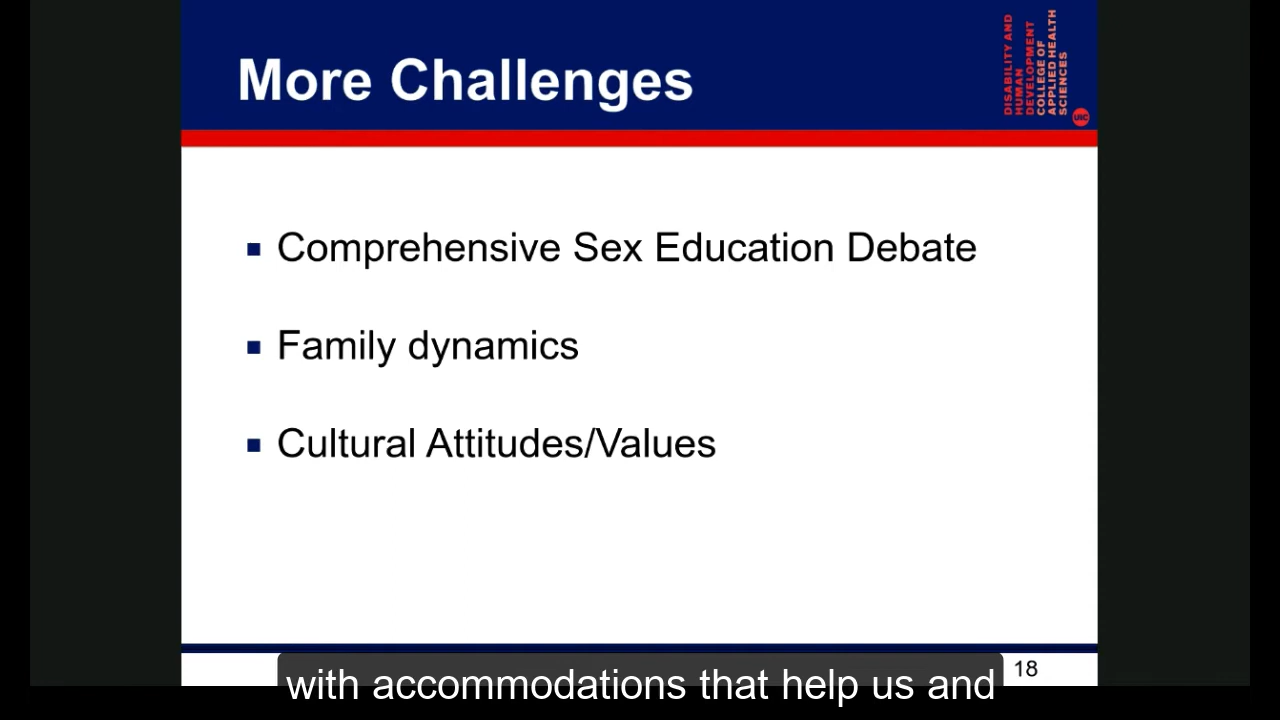 More Challenges
DISABILITY AND
HUMAN
DEVELOPMENT
COLLEGE OF
APPLIED HEALTH
SCIENCES
UIC
Comprehensive Sex Education Debate
Family dynamics
Cultural Attitudes/Values
18
with accommodations that help us and